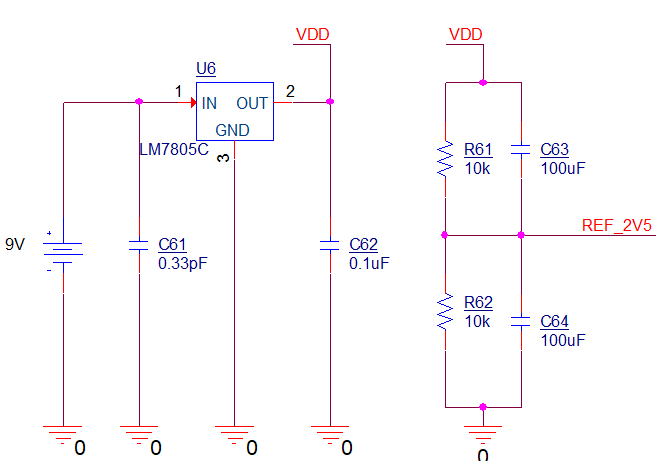 VDD
VDD
U6
1
2
IN OUT
GND
LM7805C
3
R61
10k
C63
100uF
REF_2V5
+
9V
-
C61
0.33pF
C62
0.1uF
R62
10k
C64
100uF
0
0
0
0
0